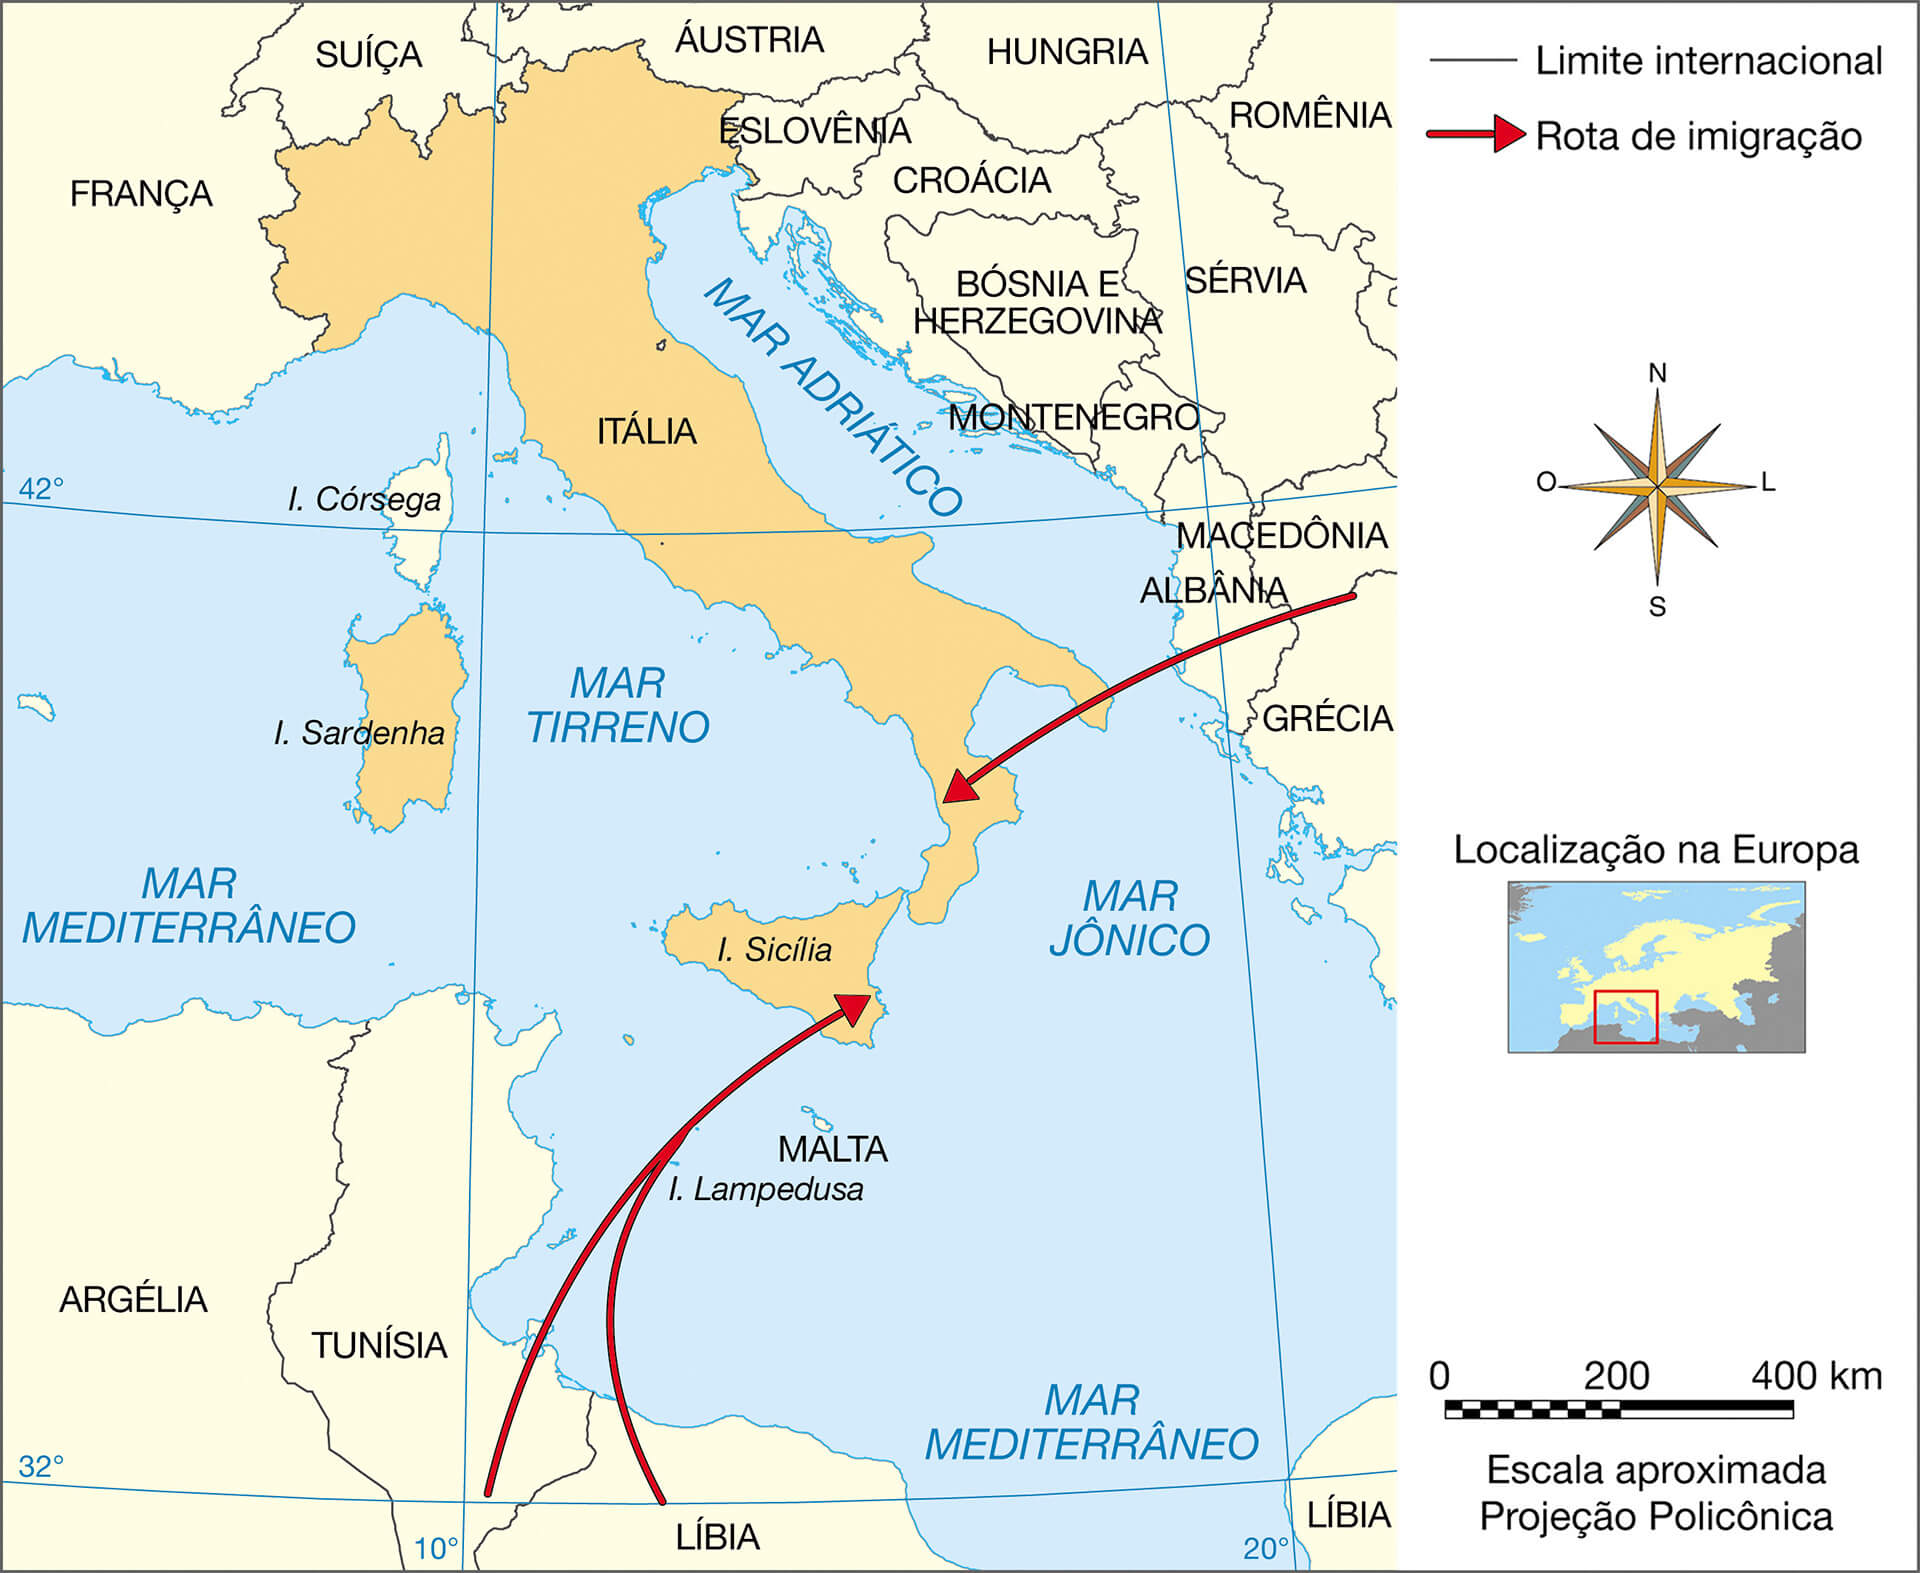 SUÍÇA
ÁUSTRIA
HUNGRIA
ROMÊNIA
ESLOVÊNIA
CROÁCIA
FRANÇA
BÓSNIA E
HERZEGOVINA
SÉRVIA
MAR ADRIÁTICO
MONTENEGRO
ITÁLIA
42°
I. Córsega
MACEDÔNIA
ALBÂNIA
MAR
TIRRENO
I. Sardenha
GRÉCIA
MAR
MEDITERRÂNEO
MAR
JÔNICO
I. Sicília
MALTA
I. Lampedusa
ARGÉLIA
TUNÍSIA
MAR
MEDITERRÂNEO
32°
LÍBIA
LÍBIA
10°
20°
Limite internacional
Rota de imigração
N
O
L
S
Localização na Europa
0 200 400 km
Escala aproximada
Projeção Policônica